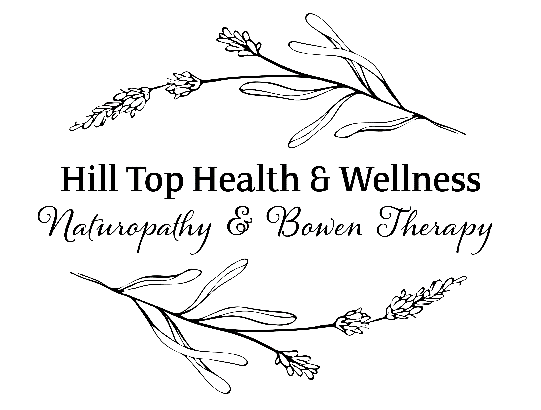 Hill Top Health & Wellness
Naturopathy & Bowen Therapy